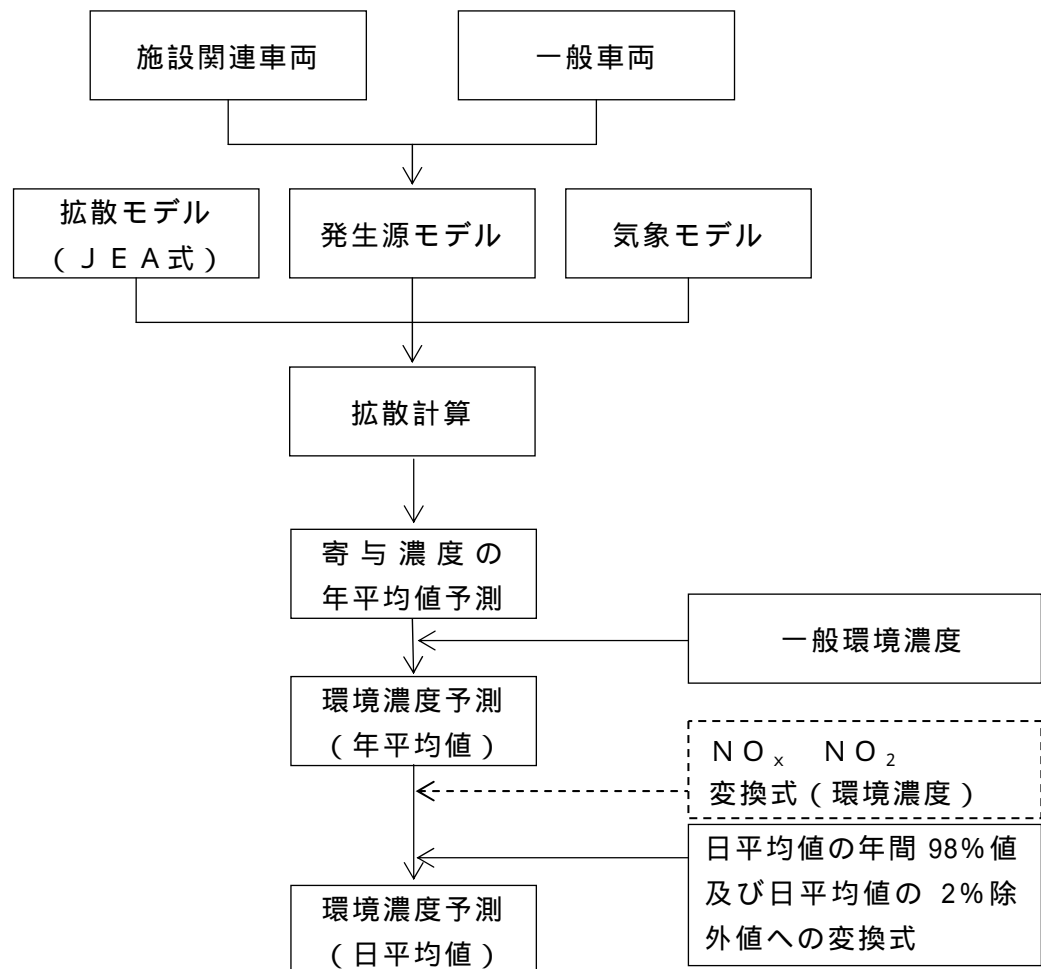 施設関連車両
一般車両
拡散モデル
（ＪＥＡ式）
発生源モデル
気象モデル
拡散計算
寄与濃度の
年平均値予測
一般環境濃度
環境濃度予測
（年平均値）
ＮＯₓ　ＮＯ₂
変換式（環境濃度）
日平均値の年間 98%値
及び日平均値の 2%除
外値への変換式
環境濃度予測
（日平均値）